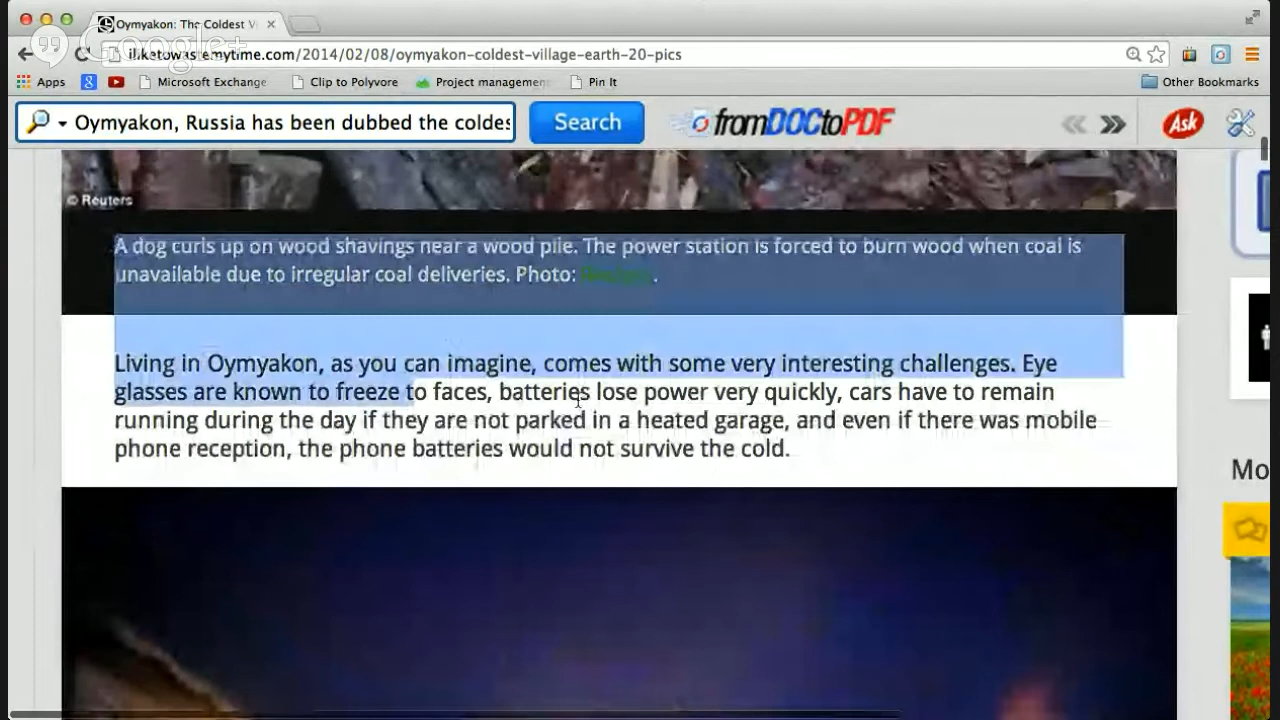 Oymyakon: The Coldest V
Google+
iliketowastemytime.com/2014/02/08/oymyakon-coldest-village-earth-20-pics
Apps Microsoft Exchange Clip to Polyvore Project management Pin It Other Bookmarks
Oymyakon, Russia has been dubbed the coldes Search fromDOCtoPDF Ask
© Reuters
A dog curls up on wood shavings near a wood pile. The power station is forced to burn wood when coal is
unavailable due to irregular coal deliveries. Photo: .
Living in Oymyakon, as you can imagine, comes with some very interesting challenges. Eye
glasses are known to freeze to faces, batteries lose power very quickly, cars have to remain
running during the day if they are not parked in a heated garage, and even if there was mobile
phone reception, the phone batteries would not survive the cold.
Mo